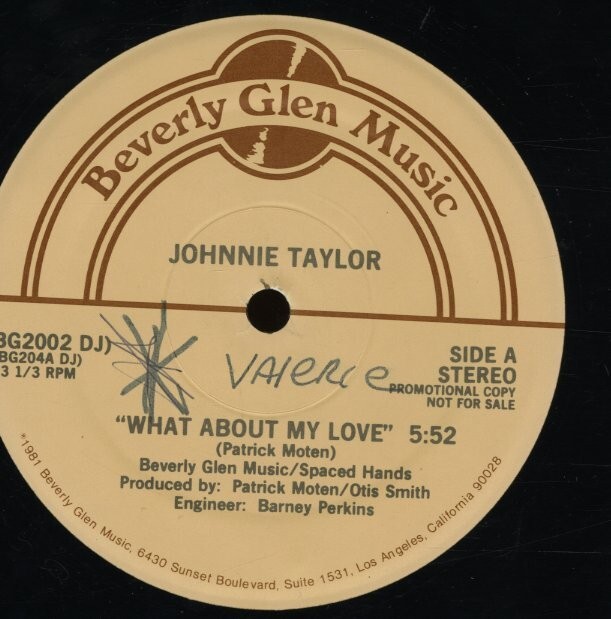 Beverly Glen Music
JOHNNIE TAYLOR
BG2002 DJ)
BG204A DJ)
3 1/3 RPM
VAlERIe
SIDE A
STEREO
PROMOTIONAL COPY
NOT FOR SALE
"WHAT ABOUT MY LOVE" 5:52
(Patrick Moten)
Beverly Glen Music/Spaced Hands
Produced by: Patrick Moten/Otis Smith
Engineer: Barney Perkins
*1981 Beverly Glen Music, 6430 Sunset Boulevard, Suite 1531, Los Angeles, California 90028